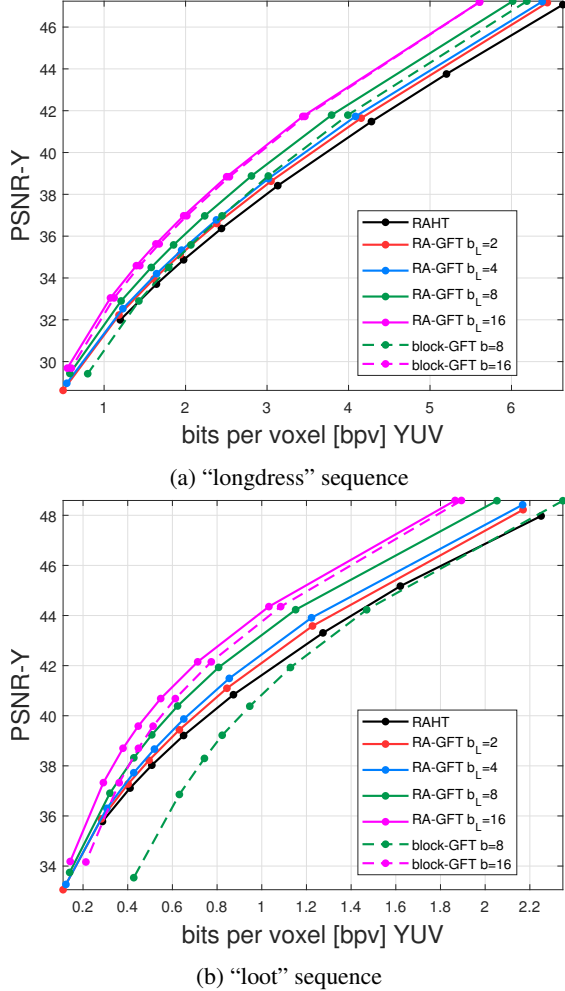 46
44
42
40
38
36
34
32
30
PSNR-Y
RAHT
RA-GFT b_L=2
RA-GFT b_L=4
RA-GFT b_L=8
RA-GFT b_L=16
block-GFT b=8
block-GFT b=16
1 2 3 4 5 6
bits per voxel [bpv] YUV
(a) “longdress” sequence
48
46
44
42
40
38
36
34
PSNR-Y
RAHT
RA-GFT b_L=2
RA-GFT b_L=4
RA-GFT b_L=8
RA-GFT b_L=16
block-GFT b=8
block-GFT b=16
0.2 0.4 0.6 0.8 1 1.2 1.4 1.6 1.8 2 2.2
bits per voxel [bpv] YUV
(b) “loot” sequence